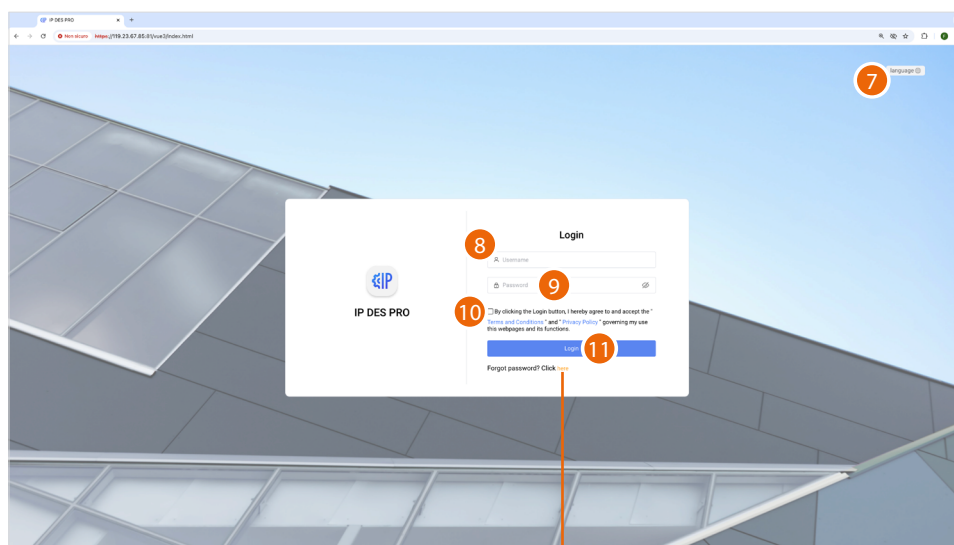 IP DES PRO
Non sicuro https://119.23.67.85:81/vue3/index.html
language
7
Login
8
Username
Password
9
IP
IP DES PRO
10
By clicking the Login button, I hereby agree to and accept the "
Terms and Conditions " and " Privacy Policy " governing my use
this webpages and its functions.
Login
11
Forgot password? Click here